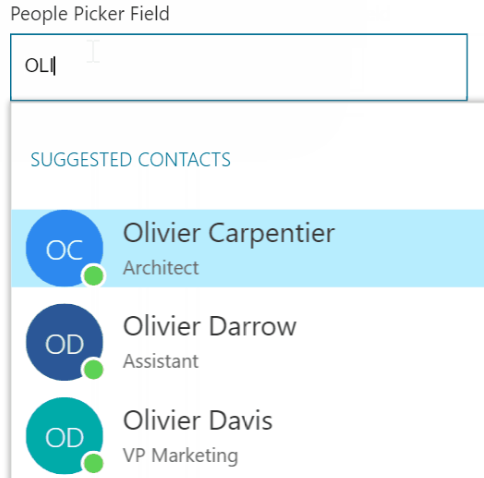 People Picker Field
OLI
SUGGESTED CONTACTS
OC
Olivier Carpentier
Architect
OD
Olivier Darrow
Assistant
OD
Olivier Davis
VP Marketing